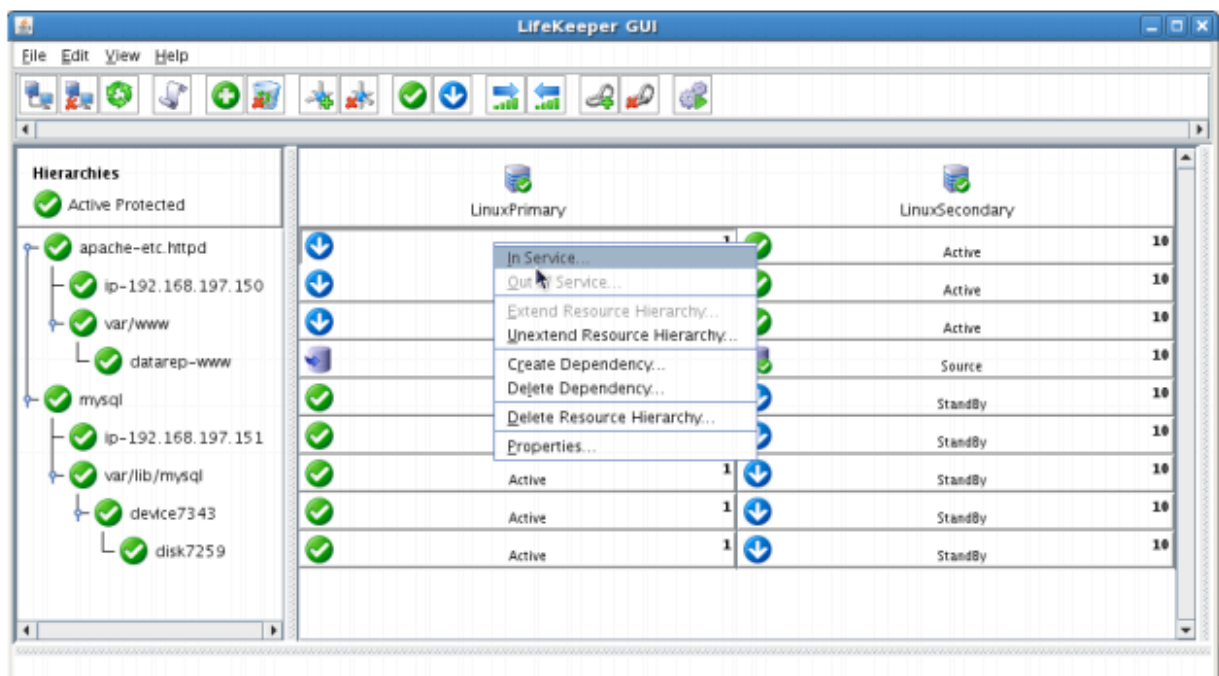 LifeKeeper GUI
File Edit View Help
Hierarchies
Active Protected
LinuxPrimary LinuxSecondary
apache-etc.httpd 1 Active 10
ip-192.168.197.150 Active 10
var/www Active 10
datarep-www Source 10
mysql StandBy 10
ip-192.168.197.151 StandBy 10
var/lib/mysql Active 1 StandBy 10
device7343 Active 1 StandBy 10
disk7259 Active 1 StandBy 10
In Service...
Out of Service...
Extend Resource Hierarchy...
Unextend Resource Hierarchy...
Create Dependency...
Delete Dependency...
Delete Resource Hierarchy...
Properties...